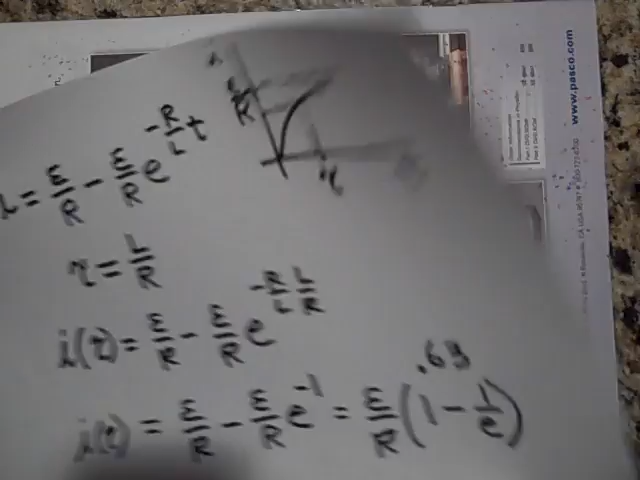 i = ε/R - ε/R e^(-R/L t)
ε/R
τ
τ = L/R
i(τ) = ε/R - ε/R e^(-R/L L/R)
.63
i(τ) = ε/R - ε/R e^(-1) = ε/R (1 - 1/e)
www.pasco.com